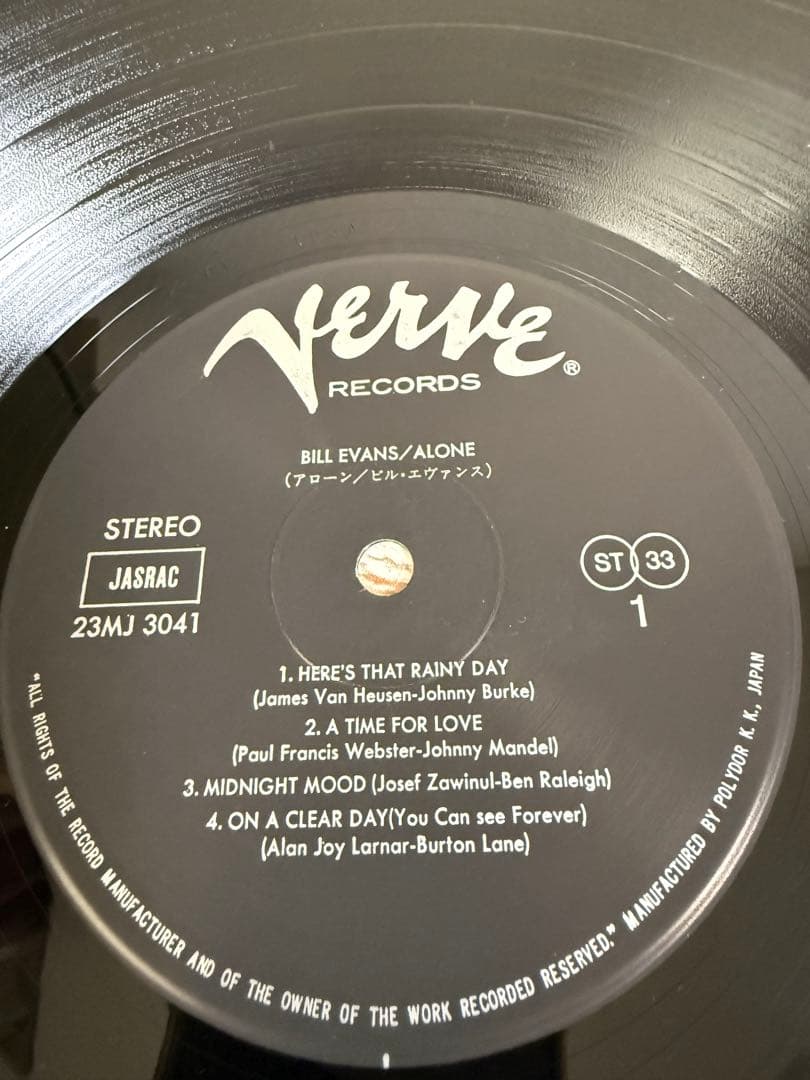 Verve ®
RECORDS
BILL EVANS/ALONE
(アローン/ビル・エヴァンス)
STEREO
JASRAC
23MJ 3041
ST 33
1
1. HERE'S THAT RAINY DAY
(James Van Heusen-Johnny Burke)
2. A TIME FOR LOVE
(Paul Francis Webster-Johnny Mandel)
3. MIDNIGHT MOOD (Josef Zawinul-Ben Raleigh)
4. ON A CLEAR DAY(You Can see Forever)
(Alan Joy Larnar-Burton Lane)
"ALL RIGHTS OF THE RECORD MANUFACTURER AND OF THE OWNER OF THE WORK RECORDED RESERVED." MANUFACTURED BY POLYDOR K. K., JAPAN